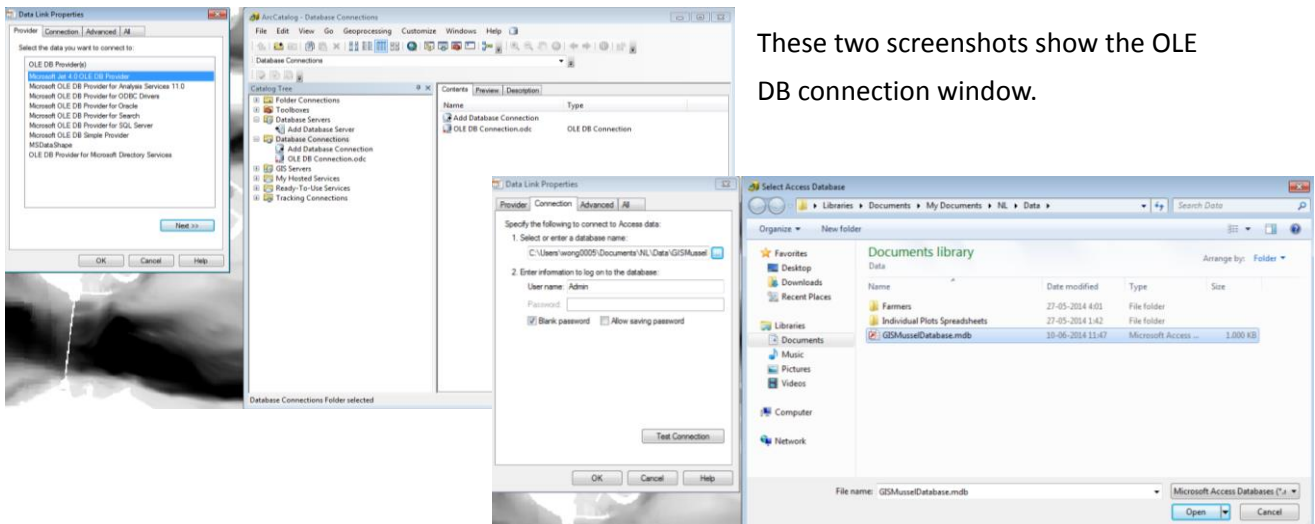 Data Link Properties
Provider Connection Advanced All
Select the data you want to connect to:
OLE DB Provider(s)
Microsoft Jet 4.0 OLE DB Provider
Microsoft OLE DB Provider for Analysis Services 11.0
Microsoft OLE DB Provider for ODBC Drivers
Microsoft OLE DB Provider for Oracle
Microsoft OLE DB Provider for Search
Microsoft OLE DB Provider for SQL Server
Microsoft OLE DB Simple Provider
MSDataShape
OLE DB Provider for Microsoft Directory Services
Next >>
OK Cancel Help
ArcCatalog - Database Connections
File Edit View Go Geoprocessing Customize Windows Help
Database Connections
Catalog Tree
Folder Connections
Toolboxes
Database Servers
Add Database Server
Database Connections
Add Database Connection
OLE DB Connection.odc
GIS Servers
My Hosted Services
Ready-To-Use Services
Tracking Connections
Contents Preview Description
Name Type
Add Database Connection
OLE DB Connection.odc OLE DB Connection
Database Connections Folder selected
These two screenshots show the OLE
DB connection window.
Data Link Properties
Provider Connection Advanced All
Specify the following to connect to Access data:
1. Select or enter a database name:
C:\Users\wong0005\Documents\NL\Data\GISMussel ...
2. Enter information to log on to the database:
User name: Admin
Password:
Blank password Allow saving password
Test Connection
OK Cancel Help
Select Access Database
Libraries Documents My Documents NL Data Search Data
Organize New folder
Favorites
Desktop
Downloads
Recent Places
Libraries
Documents
Music
Pictures
Videos
Computer
Network
Documents library
Data
Arrange by: Folder
Name Date modified Type Size
Farmers 27-05-2014 4:01 File folder
Individual Plots Spreadsheets 27-05-2014 1:42 File folder
GISMusselDatabase.mdb 10-06-2014 11:47 Microsoft Access ... 1.000 KB
File name: GISMusselDatabase.mdb Microsoft Access Databases
Open Cancel